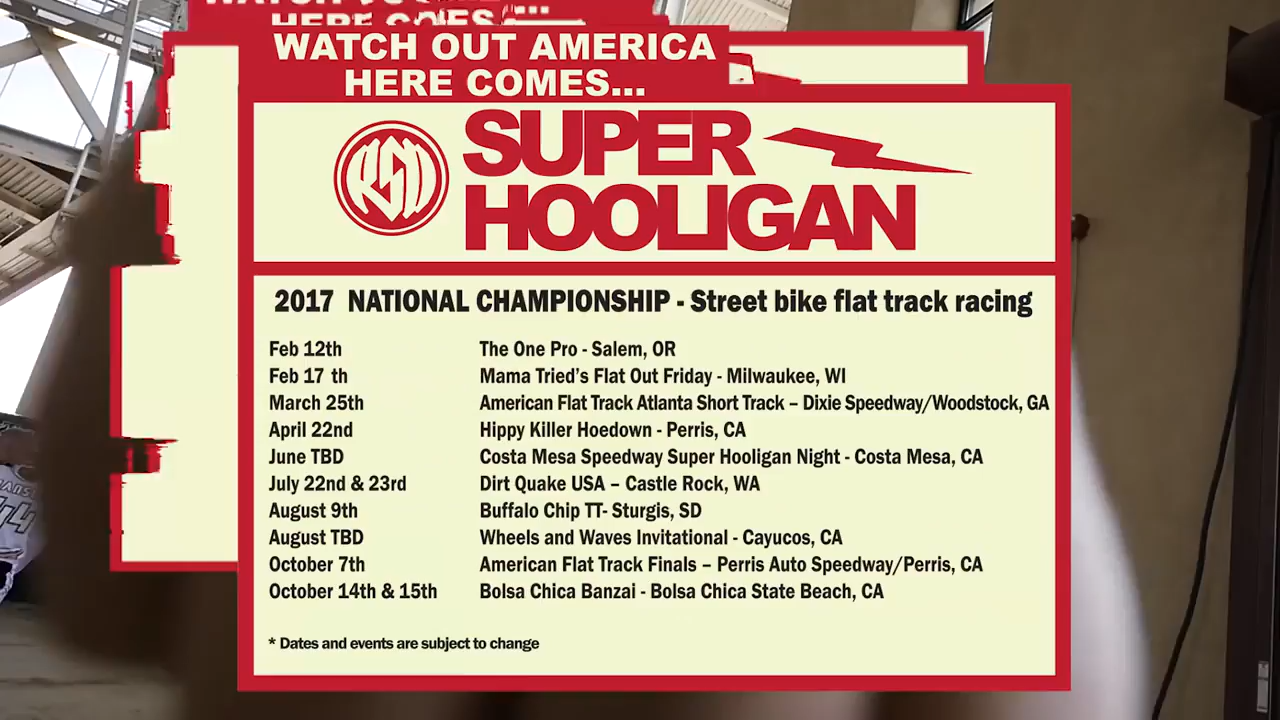 WATCH OUT AMERICA
HERE COMES...
RSD
SUPER
HOOLIGAN
2017 NATIONAL CHAMPIONSHIP - Street bike flat track racing
Feb 12th The One Pro - Salem, OR
Feb 17 th Mama Tried's Flat Out Friday - Milwaukee, WI
March 25th American Flat Track Atlanta Short Track – Dixie Speedway/Woodstock, GA
April 22nd Hippy Killer Hoedown - Perris, CA
June TBD Costa Mesa Speedway Super Hooligan Night - Costa Mesa, CA
July 22nd & 23rd Dirt Quake USA – Castle Rock, WA
August 9th Buffalo Chip TT- Sturgis, SD
August TBD Wheels and Waves Invitational - Cayucos, CA
October 7th American Flat Track Finals – Perris Auto Speedway/Perris, CA
October 14th & 15th Bolsa Chica Banzai - Bolsa Chica State Beach, CA
* Dates and events are subject to change